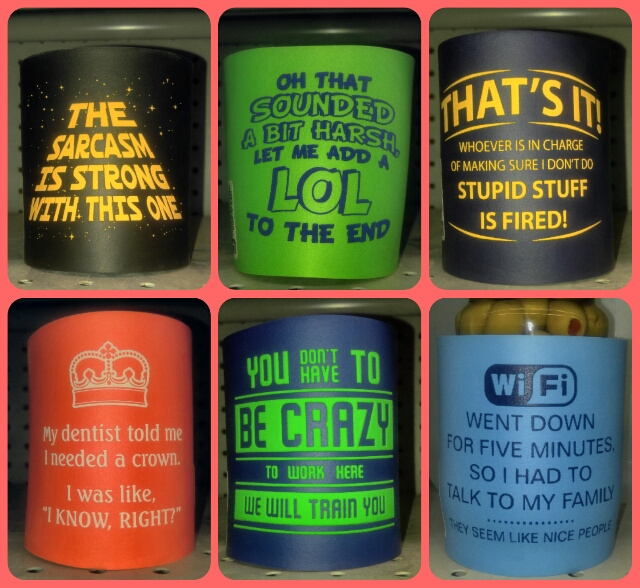 THE
SARCASM
IS STRONG
WITH THIS ONE
OH THAT
SOUNDED
A BIT HARSH,
LET ME ADD A
LOL
TO THE END
THAT'S IT!
WHOEVER IS IN CHARGE
OF MAKING SURE I DON'T DO
STUPID STUFF
IS FIRED!
My dentist told me
I needed a crown.
I was like,
"I KNOW, RIGHT?"
YOU DON'T HAVE TO
BE CRAZY
TO WORK HERE
WE WILL TRAIN YOU
WiFi
WENT DOWN
FOR FIVE MINUTES,
SO I HAD TO
TALK TO MY FAMILY
THEY SEEM LIKE NICE PEOPLE